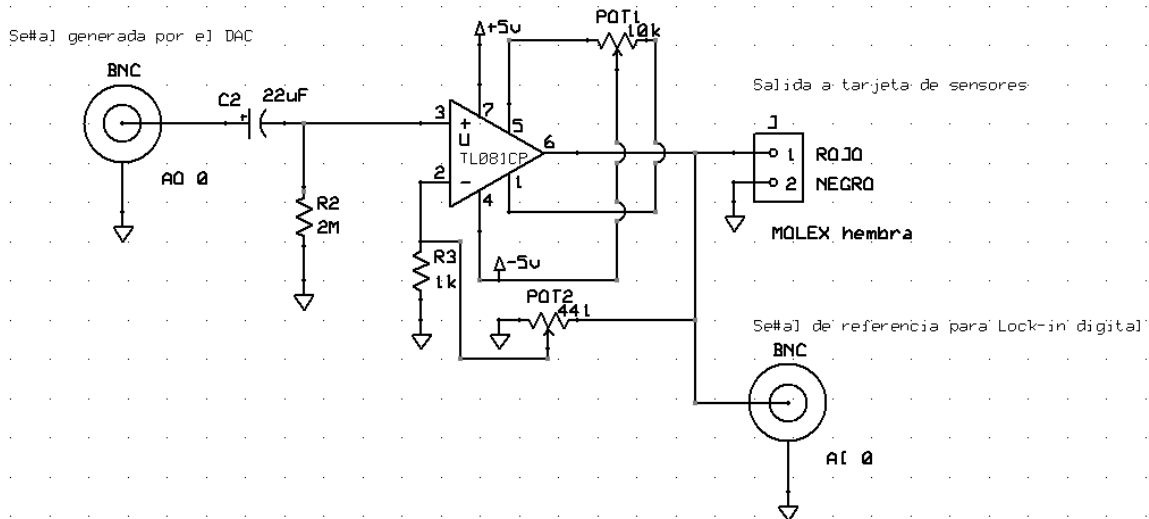 Se#al generada por el DAC
BNC
AO 0
C2
22uF
R2
2M
3
+
U
TL081CP
2
-
7
+5v
5
6
1
4
-5v
R3
1k
POT1
10k
POT2
Salida a tarjeta de sensores
J
1 ROJO
2 NEGRO
MOLEX hembra
Se#al de referencia para Lock-in digital
BNC
AI 0